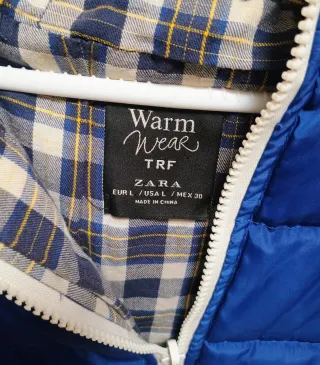 Warm
Wear
TRF
ZARA
EUR L / USA L / MEX 30
MADE IN CHINA